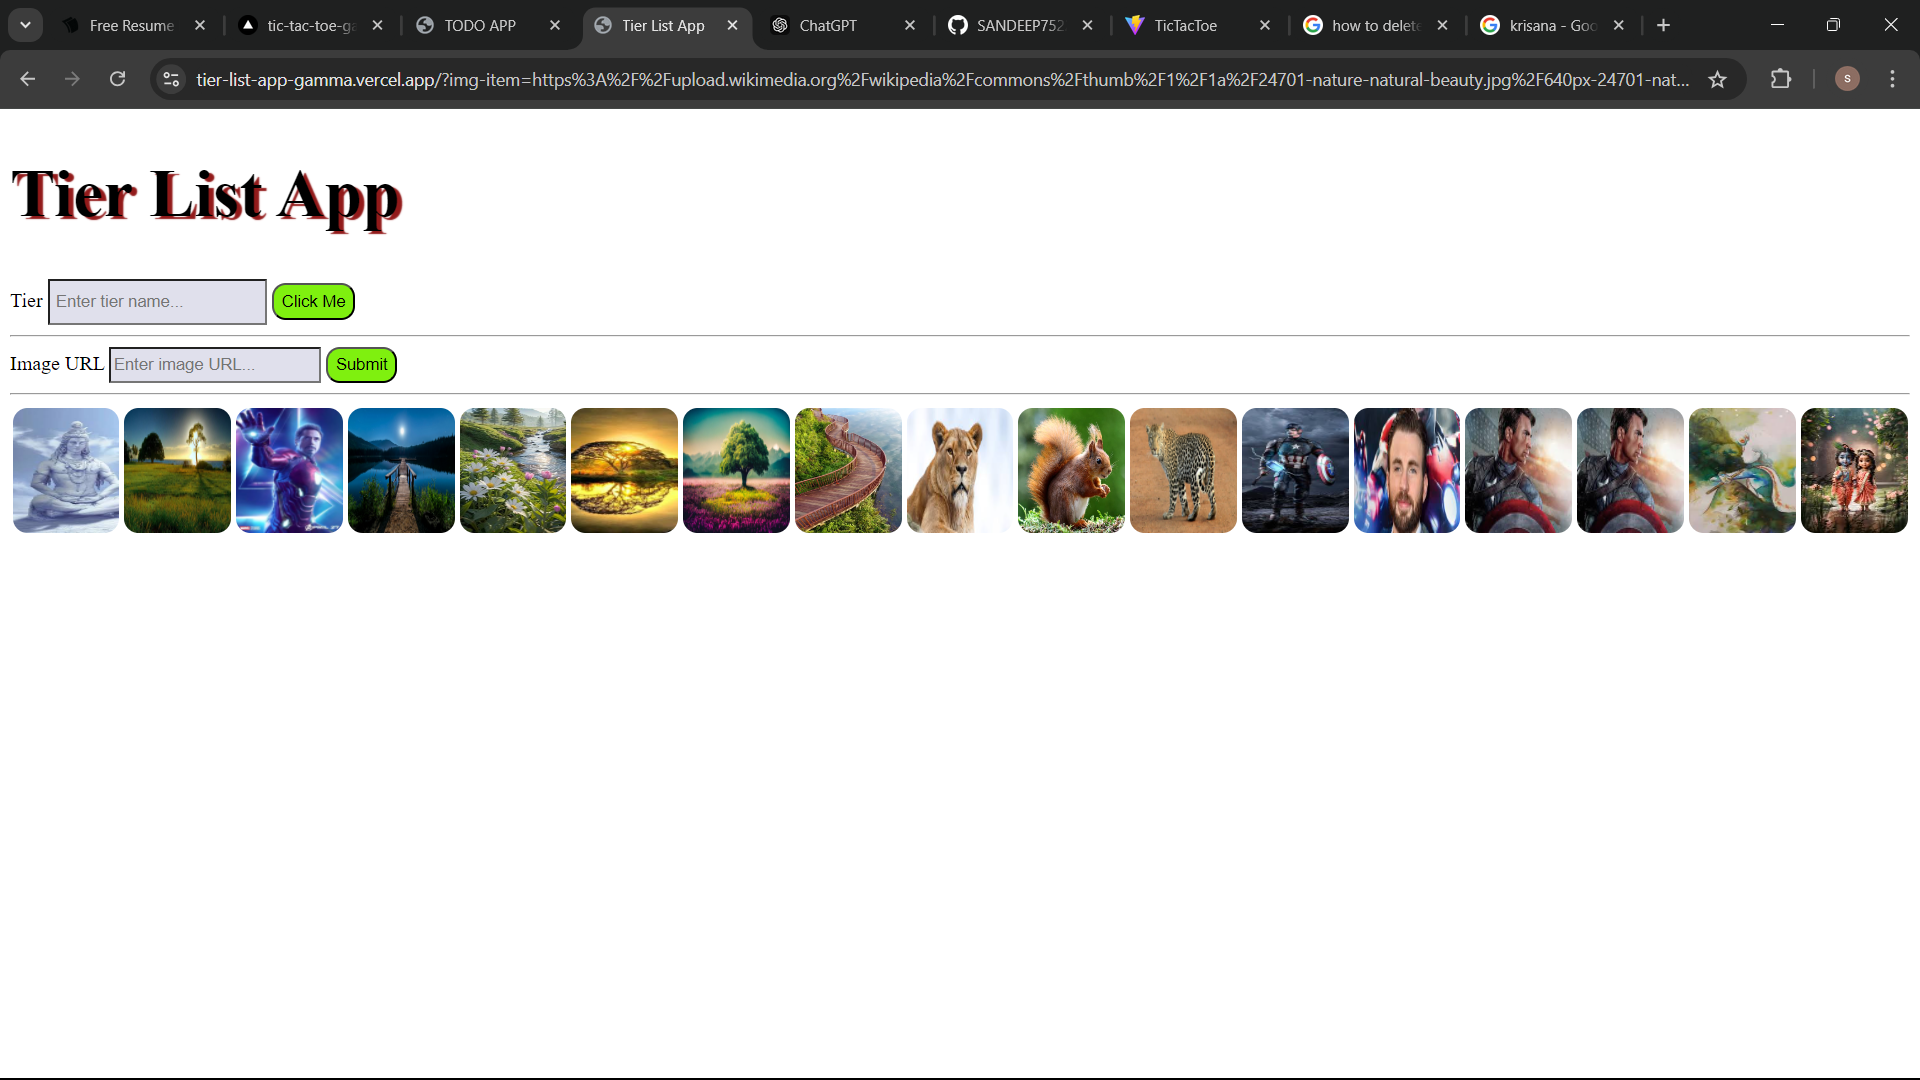 Free Resume
tic-tac-toe-ga
TODO APP
Tier List App
ChatGPT
SANDEEP752
TicTacToe
how to delete
krisana - Goo
tier-list-app-gamma.vercel.app/?img-item=https%3A%2F%2Fupload.wikimedia.org%2Fwikipedia%2Fcommons%2Fthumb%2F1%2F1a%2F24701-nature-natural-beauty.jpg%2F640px-24701-nat...
S
Tier List App
Tier Enter tier name... Click Me
Image URL Enter image URL... Submit